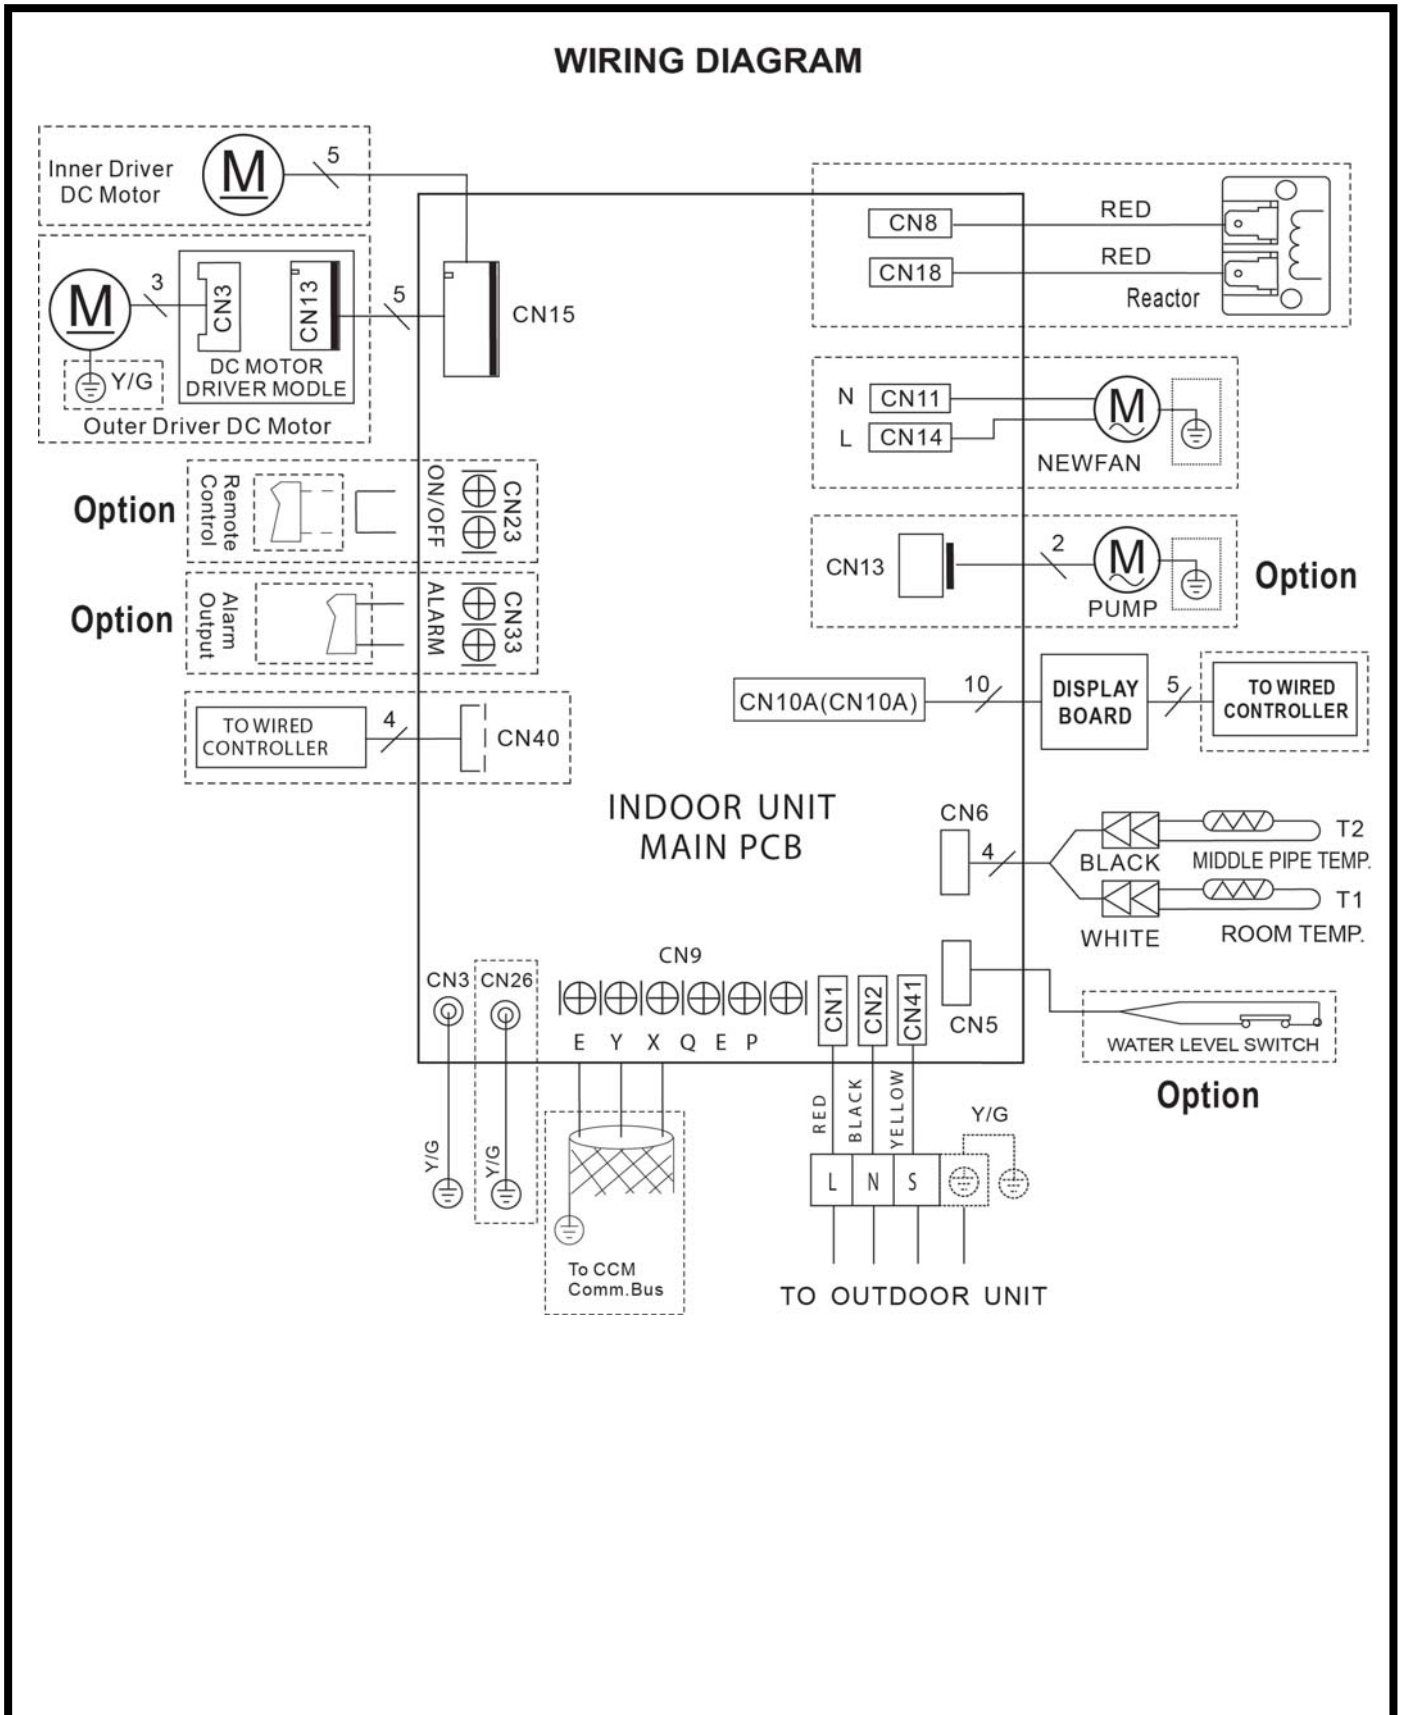 WIRING DIAGRAM
Inner Driver
DC Motor
M
5
M
3
CN3
CN13
5
CN15
DC MOTOR
DRIVER MODLE
Y/G
Outer Driver DC Motor
CN8
RED
CN18
RED
Reactor
N
CN11
L
CN14
M
NEWFAN
Option
Remote
Control
ON/OFF
CN23
CN13
2
M
PUMP
Option
Option
Alarm
Output
ALARM
CN33
TO WIRED
CONTROLLER
4
CN40
CN10A(CN10A)
10
DISPLAY
BOARD
5
TO WIRED
CONTROLLER
INDOOR UNIT
MAIN PCB
CN6
4
BLACK
T2
MIDDLE PIPE TEMP.
WHITE
T1
ROOM TEMP.
CN3
CN26
CN9
E Y X Q E P
CN1
CN2
CN41
CN5
WATER LEVEL SWITCH
Option
Y/G
Y/G
To CCM
Comm.Bus
RED
BLACK
YELLOW
Y/G
L
N
S
TO OUTDOOR UNIT